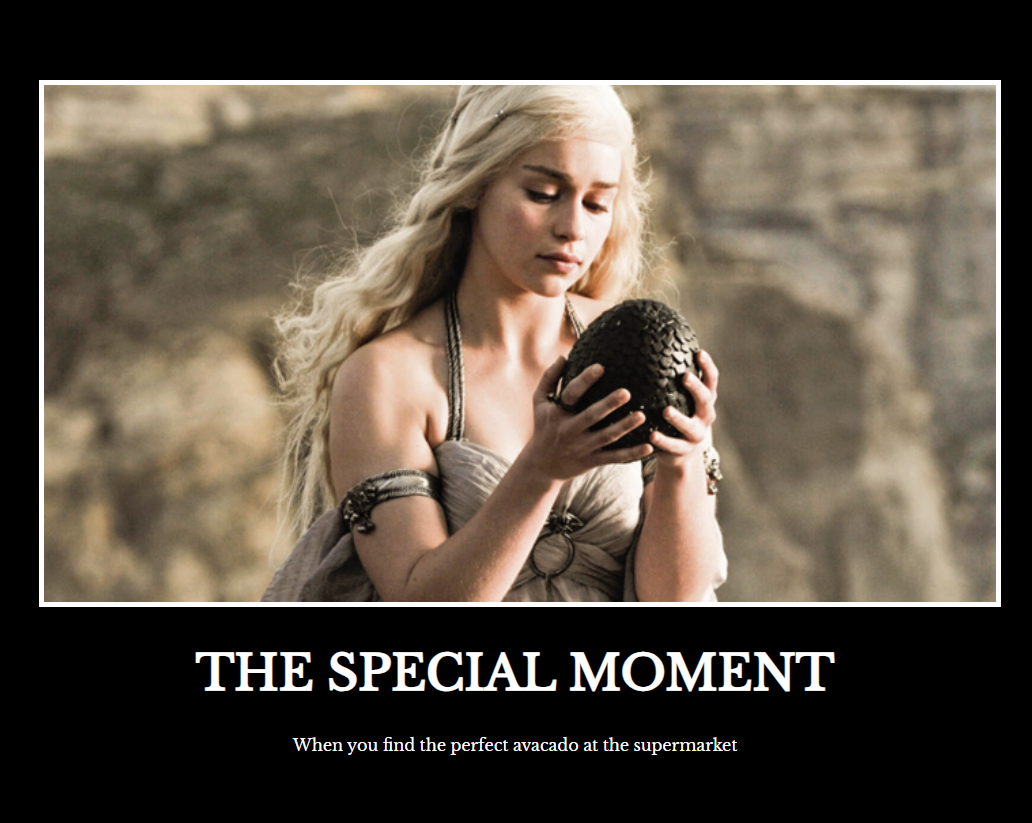 THE SPECIAL MOMENT
When you find the perfect avacado at the supermarket